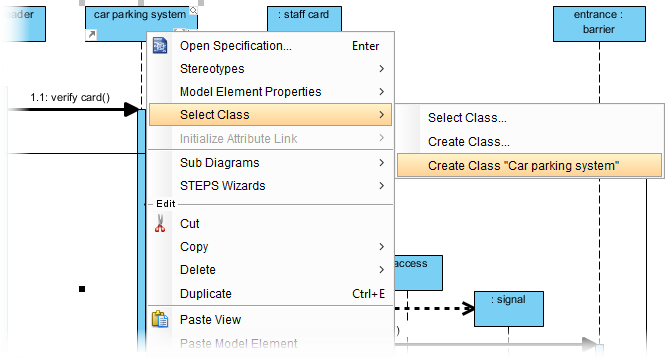 eader
car parking system
: staff card
entrance :
barrier
Open Specification... Enter
Stereotypes
1.1: verify card()
Model Element Properties
Select Class
Select Class...
Initialize Attribute Link
Create Class...
Sub Diagrams
Create Class "Car parking system"
STEPS Wizards
Edit
Cut
Copy
access
Delete
Duplicate Ctrl+E
: signal
Paste View
)
Paste Model Element